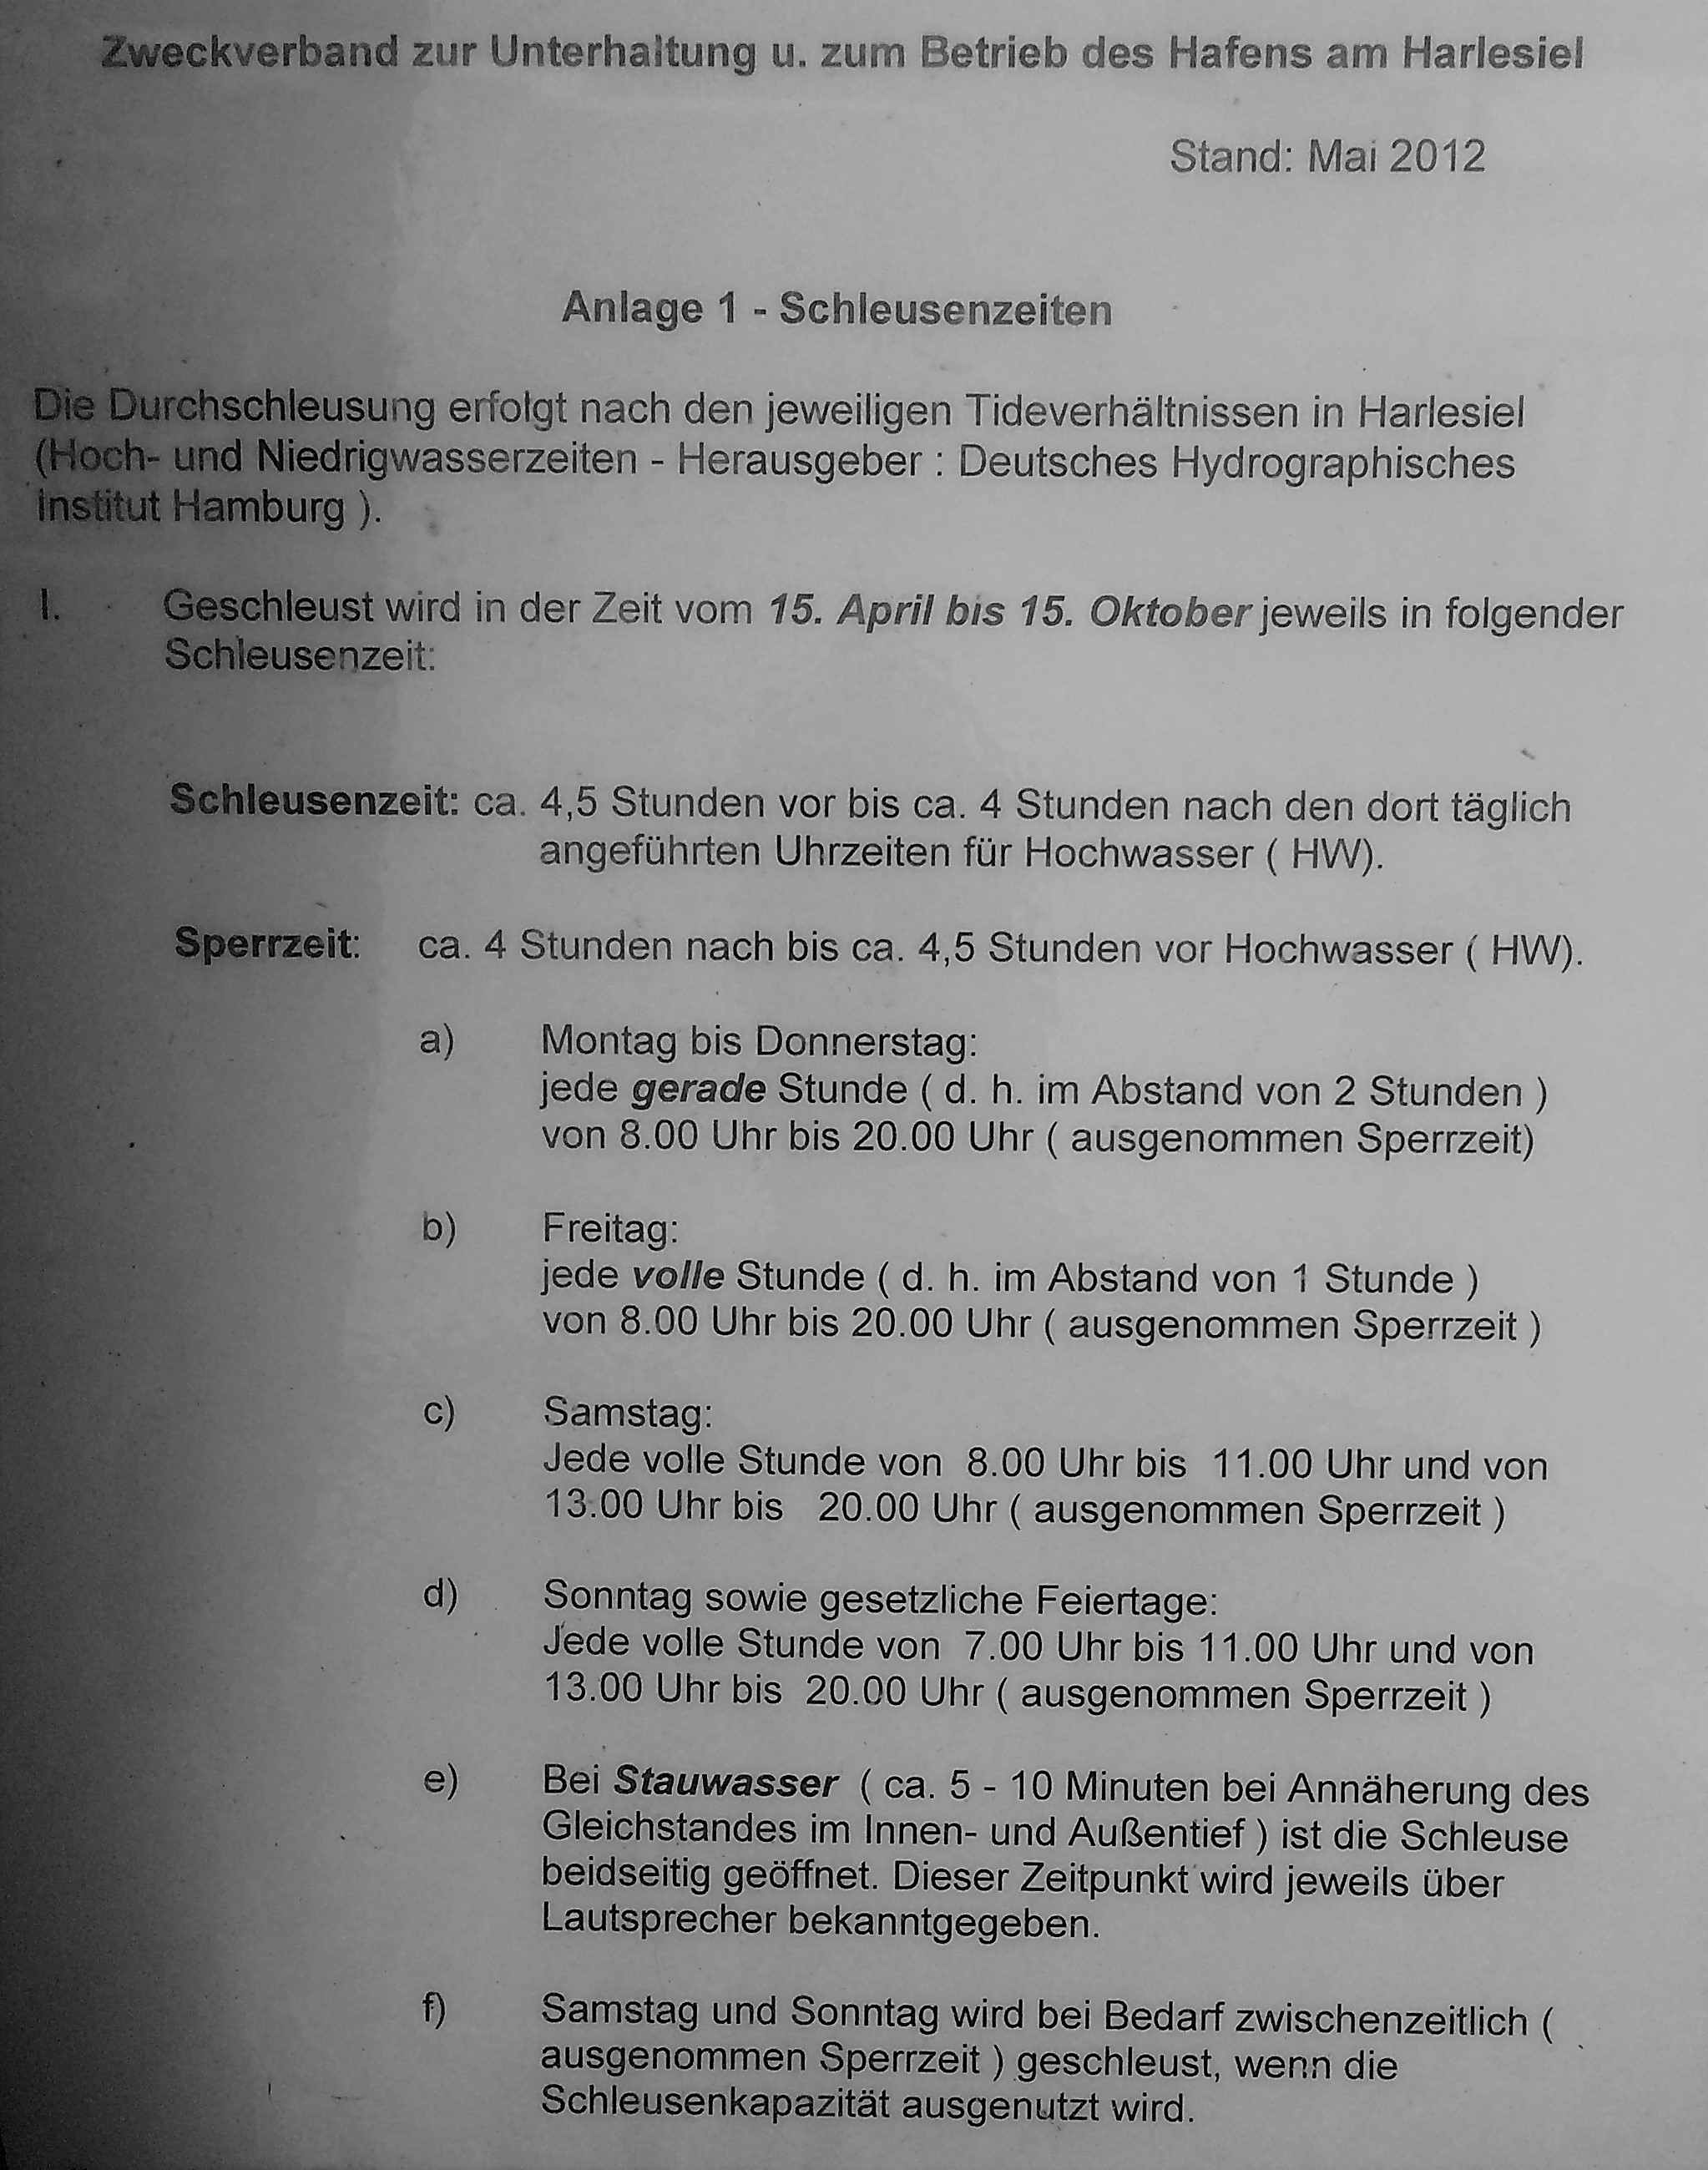 Zweckverband zur Unterhaltung u. zum Betrieb des Hafens am Harlesiel
Stand: Mai 2012
Anlage 1 - Schleusenzeiten
Die Durchschleusung erfolgt nach den jeweiligen Tideverhältnissen in Harlesiel
(Hoch- und Niedrigwasserzeiten - Herausgeber : Deutsches Hydrographisches
Institut Hamburg ).
I. Geschleust wird in der Zeit vom 15. April bis 15. Oktober jeweils in folgender
Schleusenzeit:
Schleusenzeit: ca. 4,5 Stunden vor bis ca. 4 Stunden nach den dort täglich
angeführten Uhrzeiten für Hochwasser ( HW).
Sperrzeit: ca. 4 Stunden nach bis ca. 4,5 Stunden vor Hochwasser ( HW).
a) Montag bis Donnerstag:
jede gerade Stunde ( d. h. im Abstand von 2 Stunden )
von 8.00 Uhr bis 20.00 Uhr ( ausgenommen Sperrzeit)
b) Freitag:
jede volle Stunde ( d. h. im Abstand von 1 Stunde )
von 8.00 Uhr bis 20.00 Uhr ( ausgenommen Sperrzeit )
c) Samstag:
Jede volle Stunde von 8.00 Uhr bis 11.00 Uhr und von
13.00 Uhr bis 20.00 Uhr ( ausgenommen Sperrzeit )
d) Sonntag sowie gesetzliche Feiertage:
Jede volle Stunde von 7.00 Uhr bis 11.00 Uhr und von
13.00 Uhr bis 20.00 Uhr ( ausgenommen Sperrzeit )
e) Bei Stauwasser ( ca. 5 - 10 Minuten bei Annäherung des
Gleichstandes im Innen- und Außentief ) ist die Schleuse
beidseitig geöffnet. Dieser Zeitpunkt wird jeweils über
Lautsprecher bekanntgegeben.
f) Samstag und Sonntag wird bei Bedarf zwischenzeitlich (
ausgenommen Sperrzeit ) geschleust, wenn die
Schleusenkapazität ausgenutzt wird.